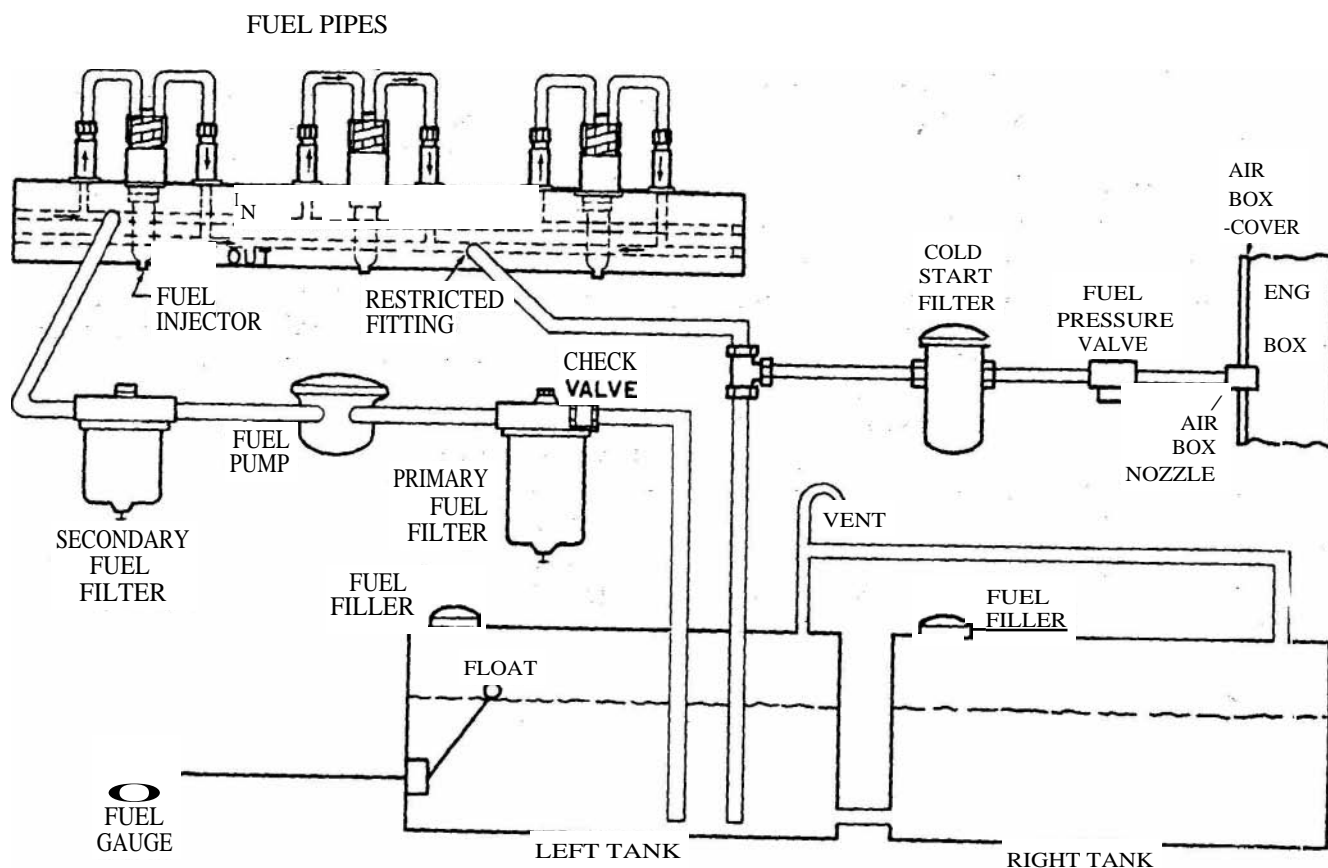 FUEL PIPES
IN
OUT
FUEL
INJECTOR
RESTRICTED
FITTING
COLD
START
FILTER
FUEL
PRESSURE
VALVE
AIR
BOX
-COVER
ENG
BOX
AIR
BOX
NOZZLE
CHECK
VALVE
FUEL
PUMP
PRIMARY
FUEL
FILTER
SECONDARY
FUEL
FILTER
VENT
FUEL
FILLER
FUEL
FILLER
FLOAT
FUEL
GAUGE
LEFT TANK
RIGHT TANK